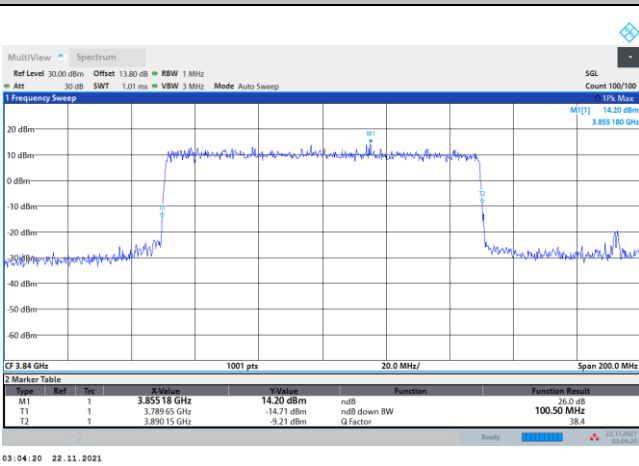 MultiView Spectrum
Ref Level 30.00 dBm Offset 13.80 dB RBW 1 MHz SGL
Att 30 dB SWT 1.01 ms VBW 3 MHz Mode Auto Sweep Count 100/100
1 Frequency Sweep 1Pk Max
M1[1] 14.20 dBm
3.855 180 GHz
M1
20 dBm
10 dBm
0 dBm
-10 dBm
T1
T2
-20 dBm
-30 dBm
-40 dBm
-50 dBm
-60 dBm
CF 3.84 GHz 1001 pts 20.0 MHz/ Span 200.0 MHz
2 Marker Table
Type Ref Trc X-Value Y-Value Function Function Result
M1 1 3.85518 GHz 14.20 dBm ndB 26.0 dB
T1 1 3.789 65 GHz -14.71 dBm ndB down BW 100.50 MHz
T2 1 3.890 15 GHz -9.21 dBm Q Factor 38.4
Ready 22.11.2021
03:04:20
03:04:20 22.11.2021